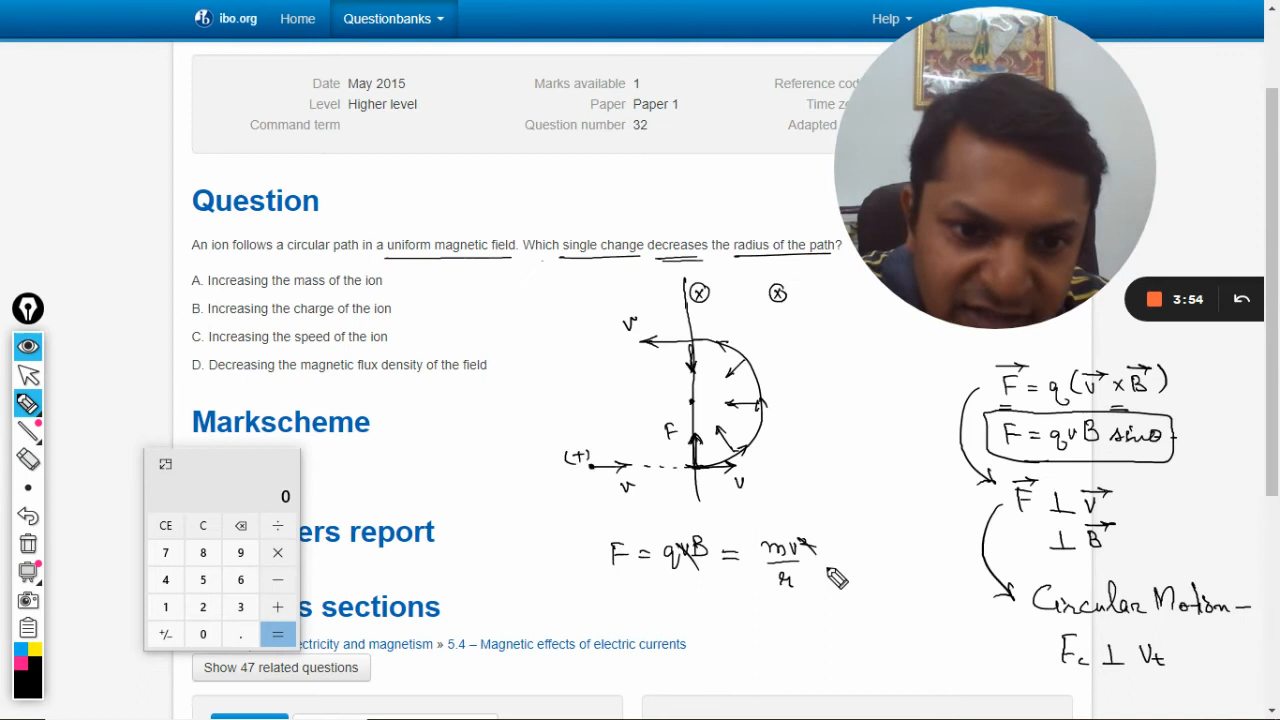 ibo.org Home Questionbanks Help
Date May 2015 Marks available 1 Reference code
Level Higher level Paper Paper 1 Time
Command term Question number 32 Adapted
Question
An ion follows a circular path in a uniform magnetic field. Which single change decreases the radius of the path?
A. Increasing the mass of the ion
B. Increasing the charge of the ion
C. Increasing the speed of the ion
D. Decreasing the magnetic flux density of the field
3:54
v
F⃗ = q(v⃗ × B⃗)
F = qvB sinθ
Markscheme
F
(+)
v
v
F⃗ ⊥ v⃗
⊥ B⃗
0
CE C ⌫ ÷
7 8 9 ×
4 5 6 −
1 2 3 +
+/− 0 . =
ers report
F = qvB = mv²/r
Circular Motion –
F꜀ ⊥ Vₜ
s sections
ectricity and magnetism » 5.4 – Magnetic effects of electric currents
Show 47 related questions